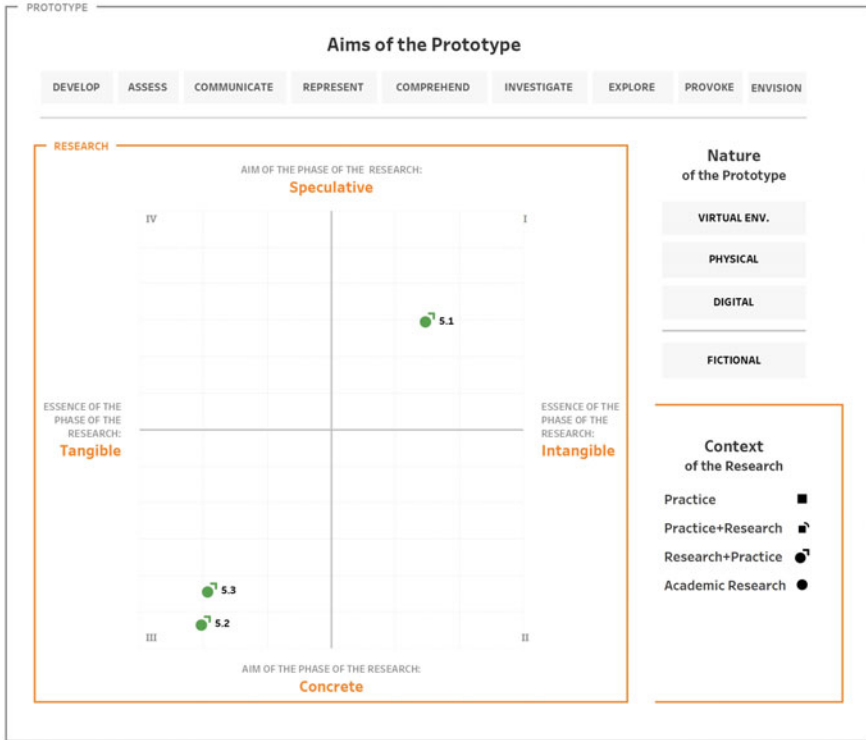 PROTOTYPE
Aims of the Prototype
DEVELOP ASSESS COMMUNICATE REPRESENT COMPREHEND INVESTIGATE EXPLORE PROVOKE ENVISION
RESEARCH
AIM OF THE PHASE OF THE RESEARCH:
Speculative
IV
I
5.1
ESSENCE OF THE
PHASE OF THE
RESEARCH:
Tangible
ESSENCE OF THE
PHASE OF THE
RESEARCH:
Intangible
5.3
5.2
III
II
AIM OF THE PHASE OF THE RESEARCH:
Concrete
Nature
of the Prototype
VIRTUAL ENV.
PHYSICAL
DIGITAL
FICTIONAL
Context
of the Research
Practice
Practice+Research
Research+Practice
Academic Research